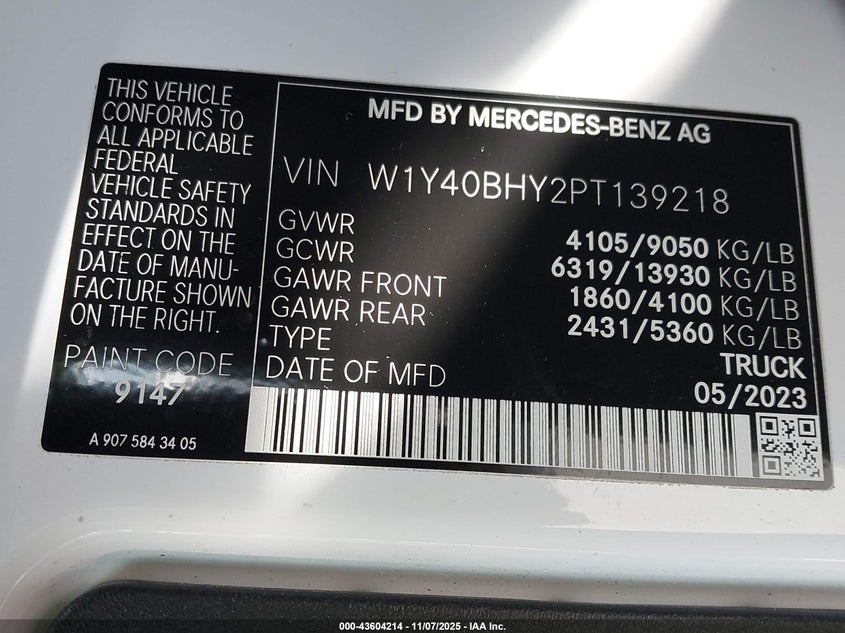 THIS VEHICLE
CONFORMS TO
ALL APPLICABLE
FEDERAL
VEHICLE SAFETY
STANDARDS IN
EFFECT ON THE
DATE OF MANU-
FACTURE SHOWN
ON THE RIGHT.
PAINT CODE
9147
A 907 584 34 05
MFD BY MERCEDES-BENZ AG
VIN W1Y40BHY2PT139218
GVWR 4105/9050 KG/LB
GCWR 6319/13930 KG/LB
GAWR FRONT 1860/4100 KG/LB
GAWR REAR 2431/5360 KG/LB
TYPE TRUCK
DATE OF MFD 05/2023
000-43604214 - 11/07/2025 - IAA Inc.